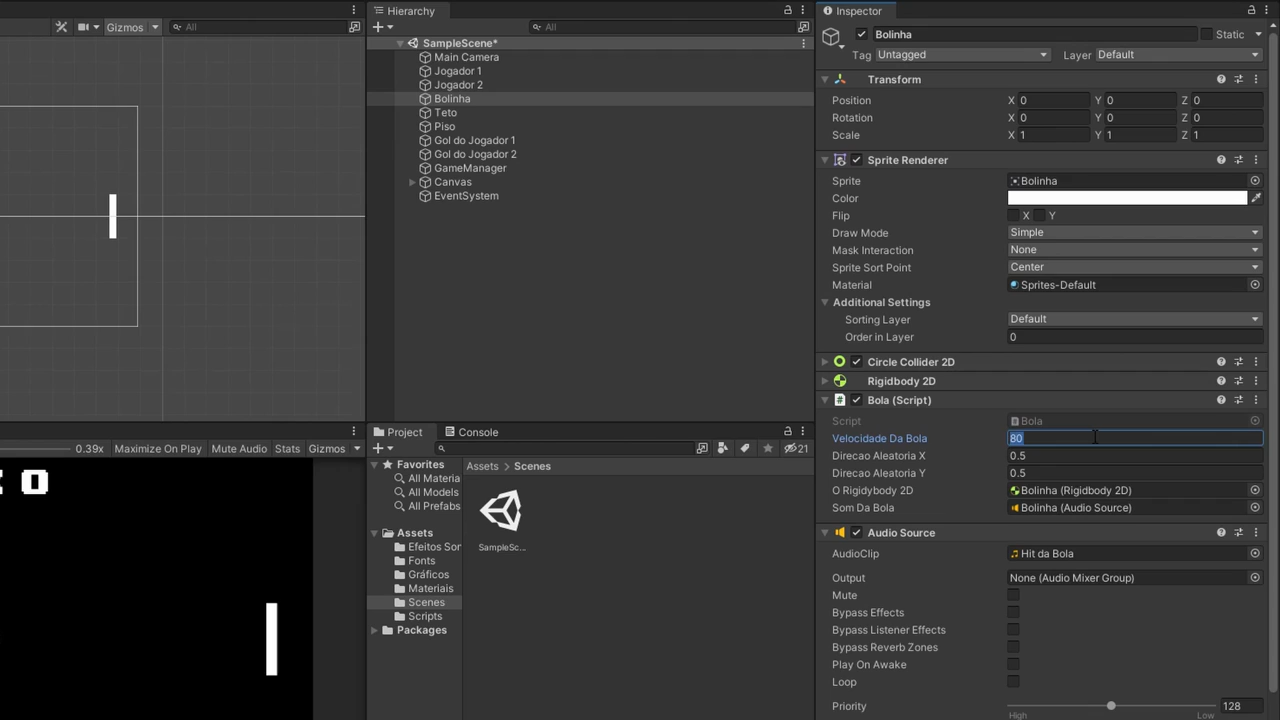 Gizmos
All
0.39x
Maximize On Play
Mute Audio
Stats
Gizmos
Hierarchy
All
SampleScene*
Main Camera
Jogador 1
Jogador 2
Bolinha
Teto
Piso
Gol do Jogador 1
Gol do Jogador 2
GameManager
Canvas
EventSystem
Project
Console
21
Favorites
All Materia
All Models
All Prefabs
Assets
Efeitos Sor
Fonts
Gráficos
Materiais
Scenes
Scripts
Packages
Assets > Scenes
SampleSc...
Inspector
Bolinha
Static
Tag Untagged
Layer Default
Transform
Position X 0 Y 0 Z 0
Rotation X 0 Y 0 Z 0
Scale X 1 Y 1 Z 1
Sprite Renderer
Sprite Bolinha
Color
Flip X Y
Draw Mode Simple
Mask Interaction None
Sprite Sort Point Center
Material Sprites-Default
Additional Settings
Sorting Layer Default
Order in Layer 0
Circle Collider 2D
Rigidbody 2D
Bola (Script)
Script Bola
Velocidade Da Bola 80
Direcao Aleatoria X 0.5
Direcao Aleatoria Y 0.5
O Rigidybody 2D Bolinha (Rigidbody 2D)
Som Da Bola Bolinha (Audio Source)
Audio Source
AudioClip Hit da Bola
Output None (Audio Mixer Group)
Mute
Bypass Effects
Bypass Listener Effects
Bypass Reverb Zones
Play On Awake
Loop
Priority 128
High Low